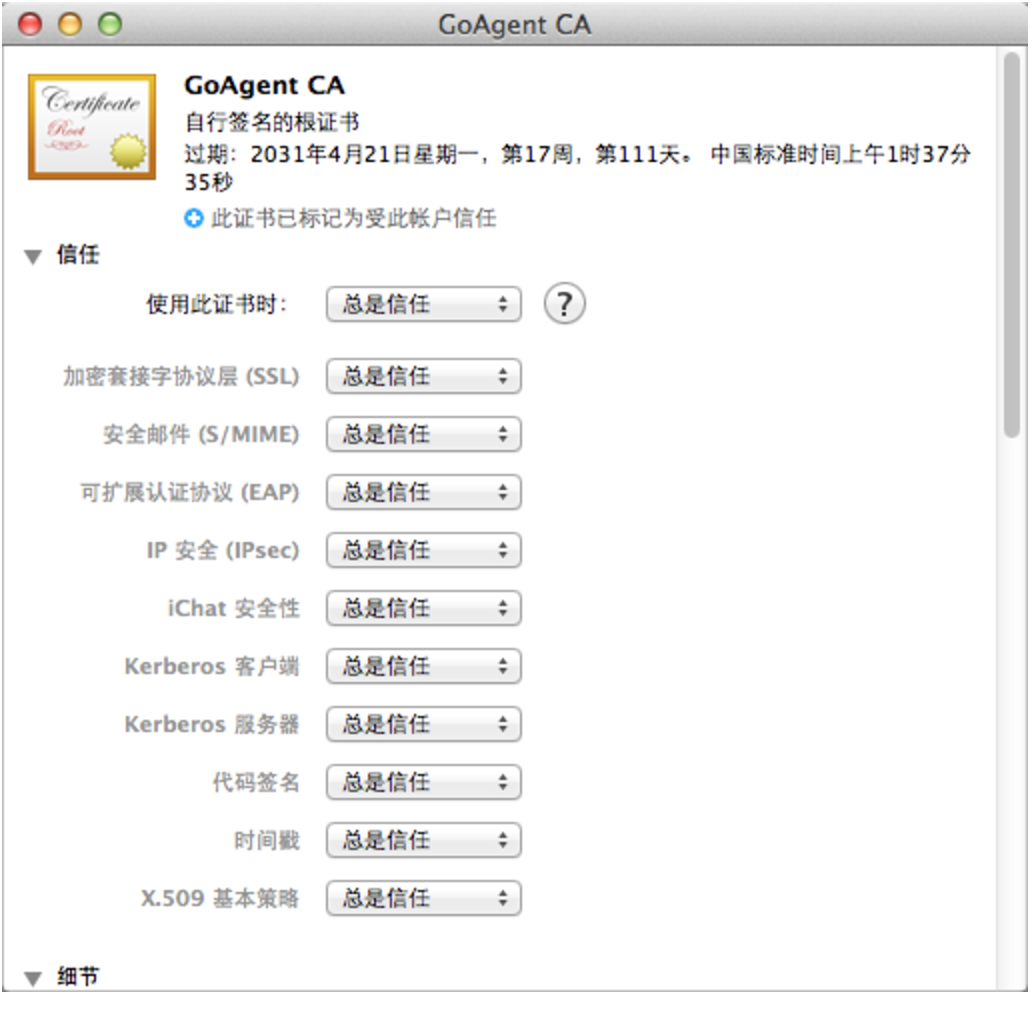 GoAgent CA
Certificate
Root
GoAgent CA
自行签名的根证书
过期：2031年4月21日星期一，第17周，第111天。 中国标准时间上午1时37分
35秒
此证书已标记为受此帐户信任
信任
使用此证书时： 总是信任 ?
加密套接字协议层 (SSL) 总是信任
安全邮件 (S/MIME) 总是信任
可扩展认证协议 (EAP) 总是信任
IP 安全 (IPsec) 总是信任
iChat 安全性 总是信任
Kerberos 客户端 总是信任
Kerberos 服务器 总是信任
代码签名 总是信任
时间戳 总是信任
X.509 基本策略 总是信任
细节